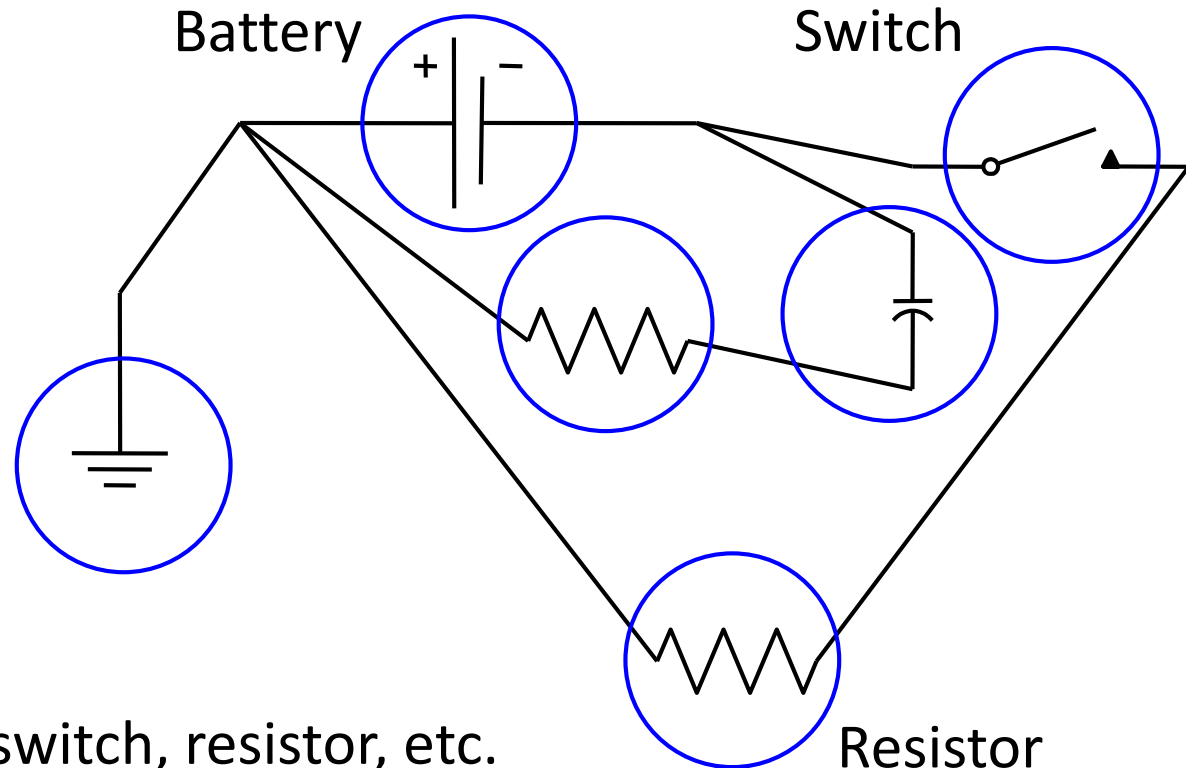 Battery
Switch
+ −
switch, resistor, etc.
Resistor